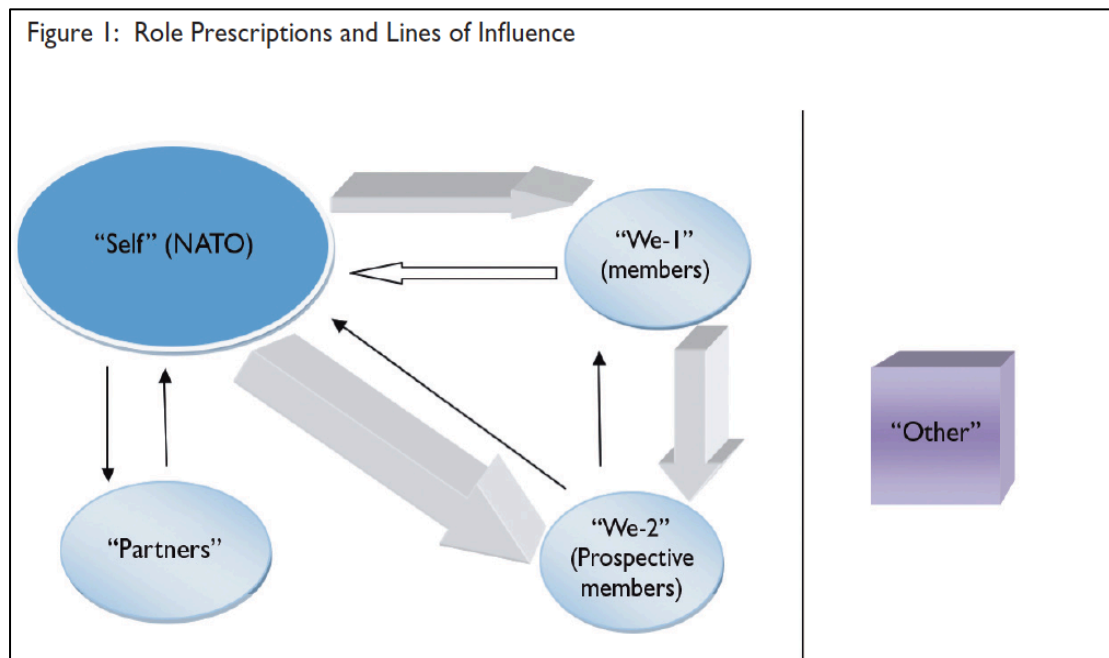 Figure 1: Role Prescriptions and Lines of Influence
“Self” (NATO)
“We-1”
(members)
“Other”
“Partners”
“We-2”
(Prospective
members)